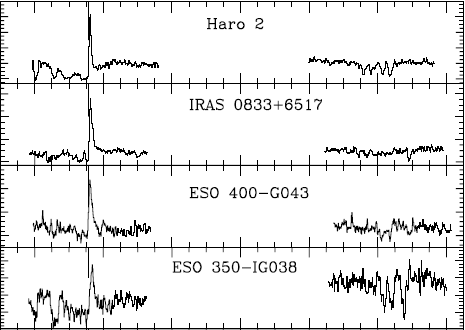 Haro 2
IRAS 0833+6517
ESO 400-G043
ESO 350-IG038